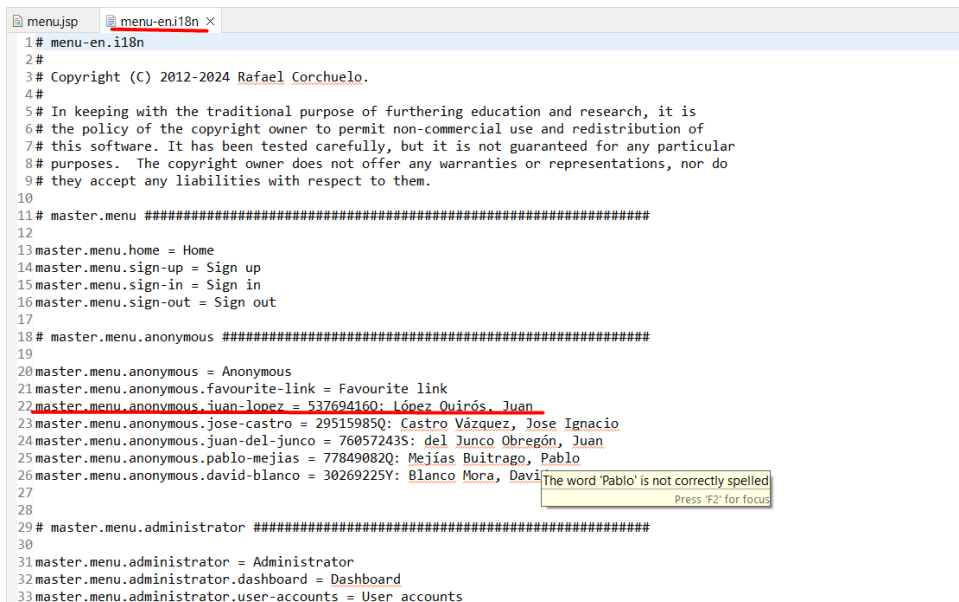 menu.jsp menu-en.i18n
1 # menu-en.i18n
2 #
3 # Copyright (C) 2012-2024 Rafael Corchuelo.
4 #
5 # In keeping with the traditional purpose of furthering education and research, it is
6 # the policy of the copyright owner to permit non-commercial use and redistribution of
7 # this software. It has been tested carefully, but it is not guaranteed for any particular
8 # purposes.  The copyright owner does not offer any warranties or representations, nor do
9 # they accept any liabilities with respect to them.
10
11 # master.menu #################################################################
12
13 master.menu.home = Home
14 master.menu.sign-up = Sign up
15 master.menu.sign-in = Sign in
16 master.menu.sign-out = Sign out
17
18 # master.menu.anonymous #######################################################
19
20 master.menu.anonymous = Anonymous
21 master.menu.anonymous.favourite-link = Favourite link
22 master.menu.anonymous.juan-lopez = 53769416Q: López Quirós, Juan
23 master.menu.anonymous.jose-castro = 29515985Q: Castro Vázquez, Jose Ignacio
24 master.menu.anonymous.juan-del-junco = 76057243S: del Junco Obregón, Juan
25 master.menu.anonymous.pablo-mejias = 77849082Q: Mejías Buitrago, Pablo
26 master.menu.anonymous.david-blanco = 30269225Y: Blanco Mora, Davi
The word 'Pablo' is not correctly spelled
Press 'F2' for focus
27
28
29 # master.menu.administrator ###################################################
30
31 master.menu.administrator = Administrator
32 master.menu.administrator.dashboard = Dashboard
33 master.menu.administrator.user-accounts = User accounts